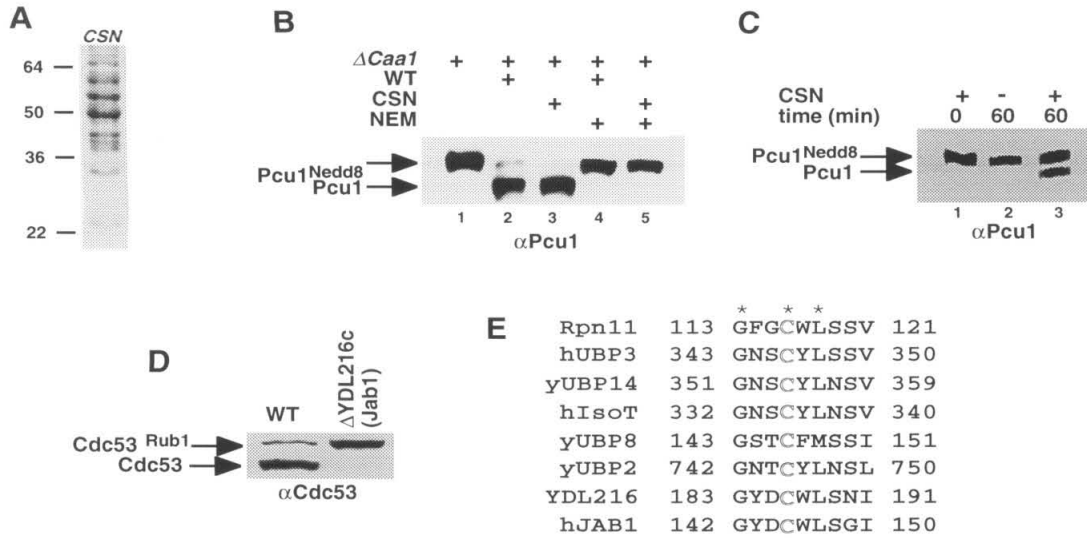 A
CSN
64
50
36
22
B
ΔCaa1 + + + + +
WT + +
CSN + +
NEM + +
Pcu1Nedd8
Pcu1
1 2 3 4 5
αPcu1
C
CSN + - +
time (min) 0 60 60
Pcu1Nedd8
Pcu1
1 2 3
αPcu1
D
WT
ΔYDL216c
(Jab1)
Cdc53 Rub1
Cdc53
αCdc53
E
* * *
Rpn11 113 GFGCWLSSV 121
hUBP3 343 GNSCYLSSV 350
yUBP14 351 GNSCYLNSV 359
hIsoT 332 GNSCYLNSV 340
yUBP8 143 GSTCFMSSI 151
yUBP2 742 GNTCYLNSL 750
YDL216 183 GYDCWLSNI 191
hJAB1 142 GYDCWLSGI 150